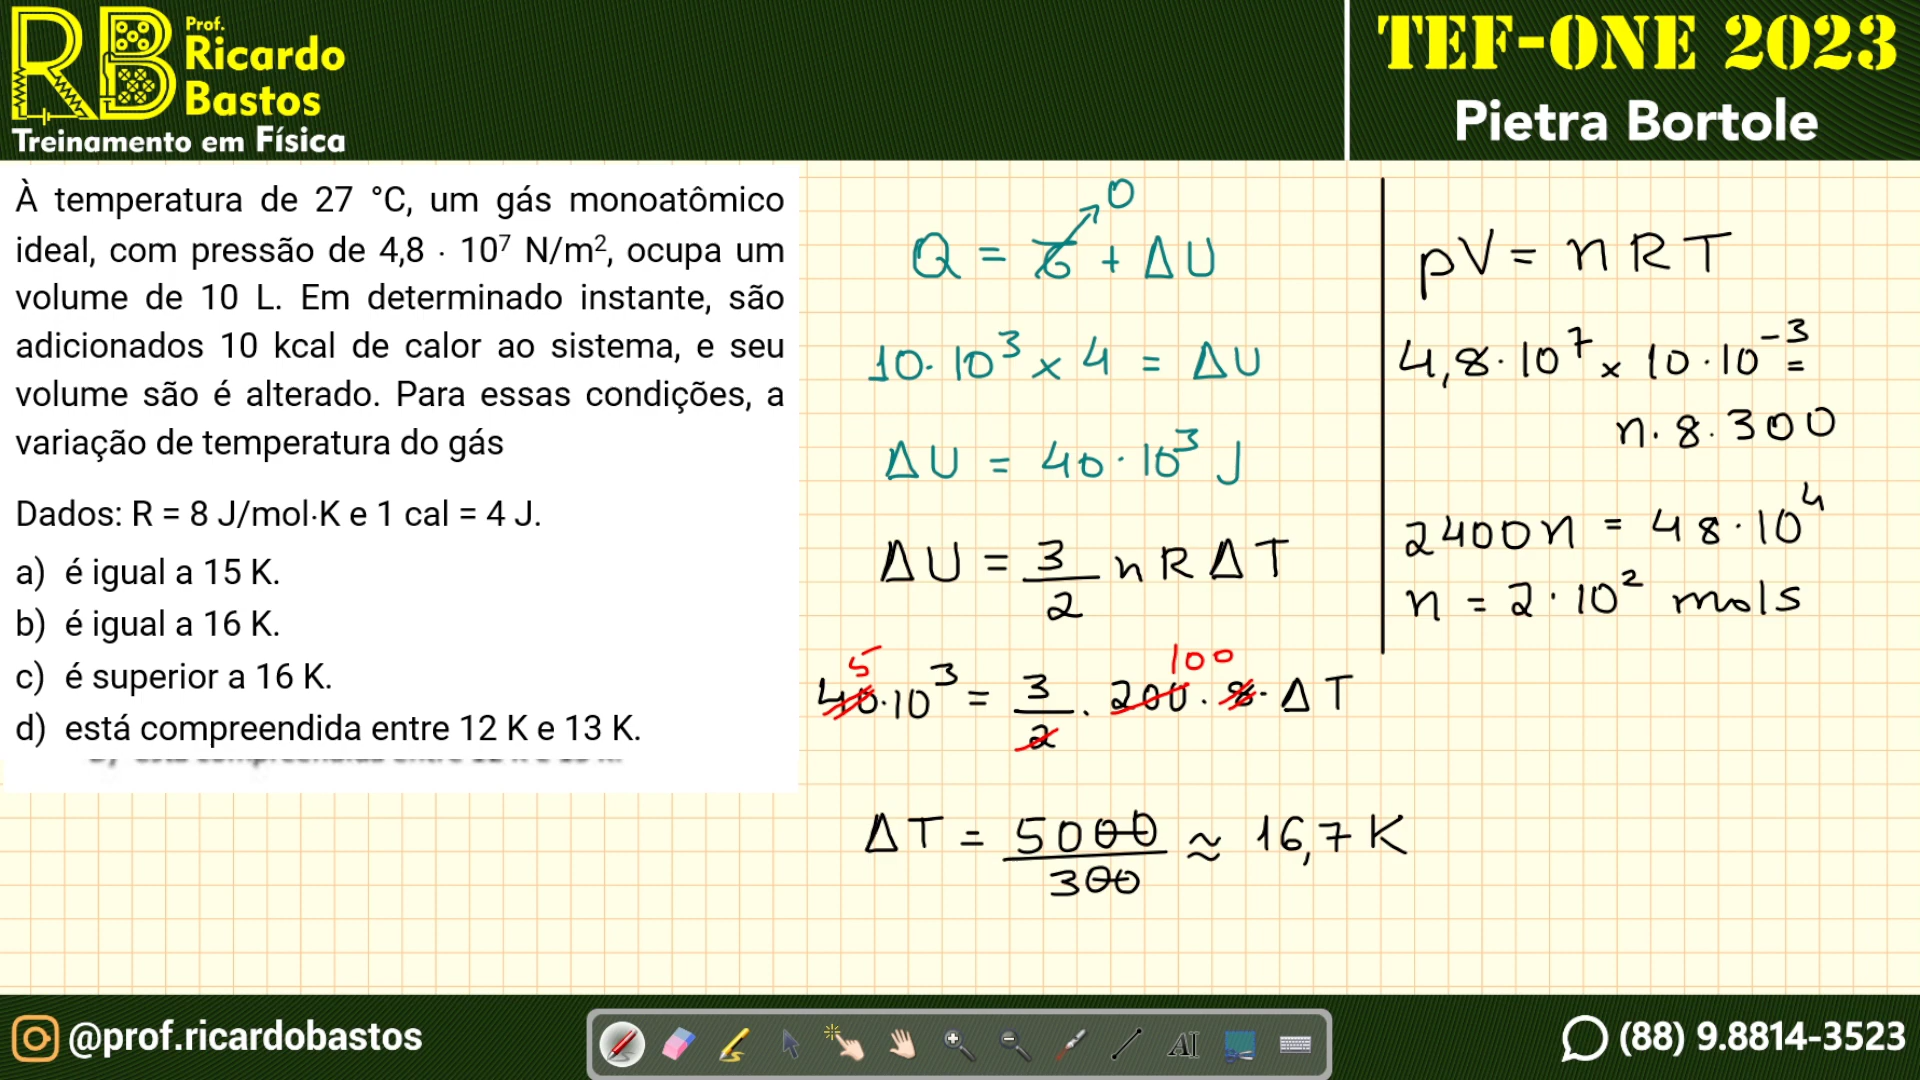 RB Prof. Ricardo Bastos
Treinamento em Física
TEF-ONE 2023
Pietra Bortole
À temperatura de 27 °C, um gás monoatômico
ideal, com pressão de 4,8 · 10⁷ N/m², ocupa um
volume de 10 L. Em determinado instante, são
adicionados 10 kcal de calor ao sistema, e seu
volume são é alterado. Para essas condições, a
variação de temperatura do gás
Dados: R = 8 J/mol·K e 1 cal = 4 J.
a) é igual a 15 K.
b) é igual a 16 K.
c) é superior a 16 K.
d) está compreendida entre 12 K e 13 K.
0
Q = + ΔU
10·10³ x 4 = ΔU
ΔU = 40·10³ J
ΔU = 3/2 n R Δ T
5 100
40·10³ = 3/2 · 200 · 8 · Δ T
ΔT = 5000/300 ≈ 16,7 K
pV = n R T
4,8·10⁷ x 10·10⁻³ =
n.8.300
2400n = 48·10⁴
n = 2·10² mols
@prof.ricardobastos
AI
(88) 9.8814-3523